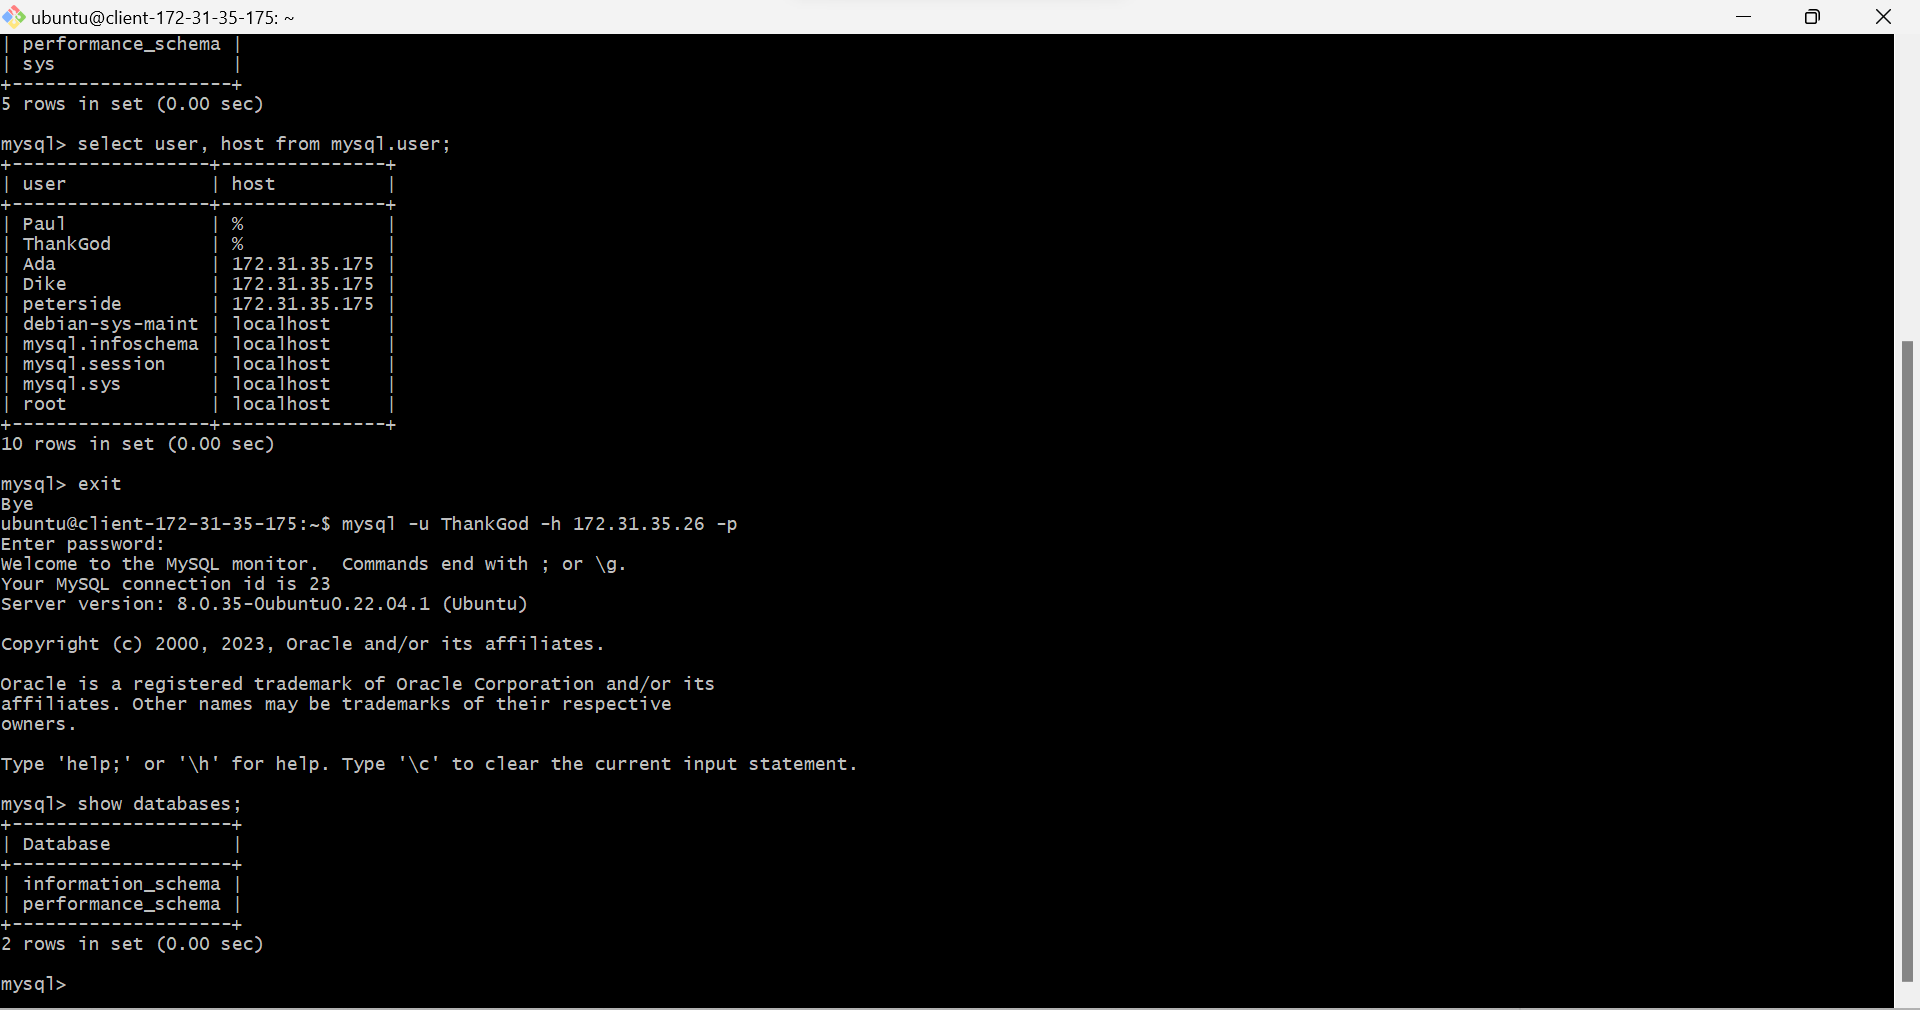 ubuntu@client-172-31-35-175: ~
| performance_schema |
| sys                |
+--------------------+
5 rows in set (0.00 sec)

mysql> select user, host from mysql.user;
+------------------+---------------+
| user             | host          |
+------------------+---------------+
| Paul             | %             |
| ThankGod         | %             |
| Ada              | 172.31.35.175 |
| Dike             | 172.31.35.175 |
| peterside        | 172.31.35.175 |
| debian-sys-maint | localhost     |
| mysql.infoschema | localhost     |
| mysql.session    | localhost     |
| mysql.sys        | localhost     |
| root             | localhost     |
+------------------+---------------+
10 rows in set (0.00 sec)

mysql> exit
Bye
ubuntu@client-172-31-35-175:~$ mysql -u ThankGod -h 172.31.35.26 -p
Enter password:
Welcome to the MySQL monitor.  Commands end with ; or \g.
Your MySQL connection id is 23
Server version: 8.0.35-0ubuntu0.22.04.1 (Ubuntu)

Copyright (c) 2000, 2023, Oracle and/or its affiliates.

Oracle is a registered trademark of Oracle Corporation and/or its
affiliates. Other names may be trademarks of their respective
owners.

Type 'help;' or '\h' for help. Type '\c' to clear the current input statement.

mysql> show databases;
+--------------------+
| Database           |
+--------------------+
| information_schema |
| performance_schema |
+--------------------+
2 rows in set (0.00 sec)

mysql>